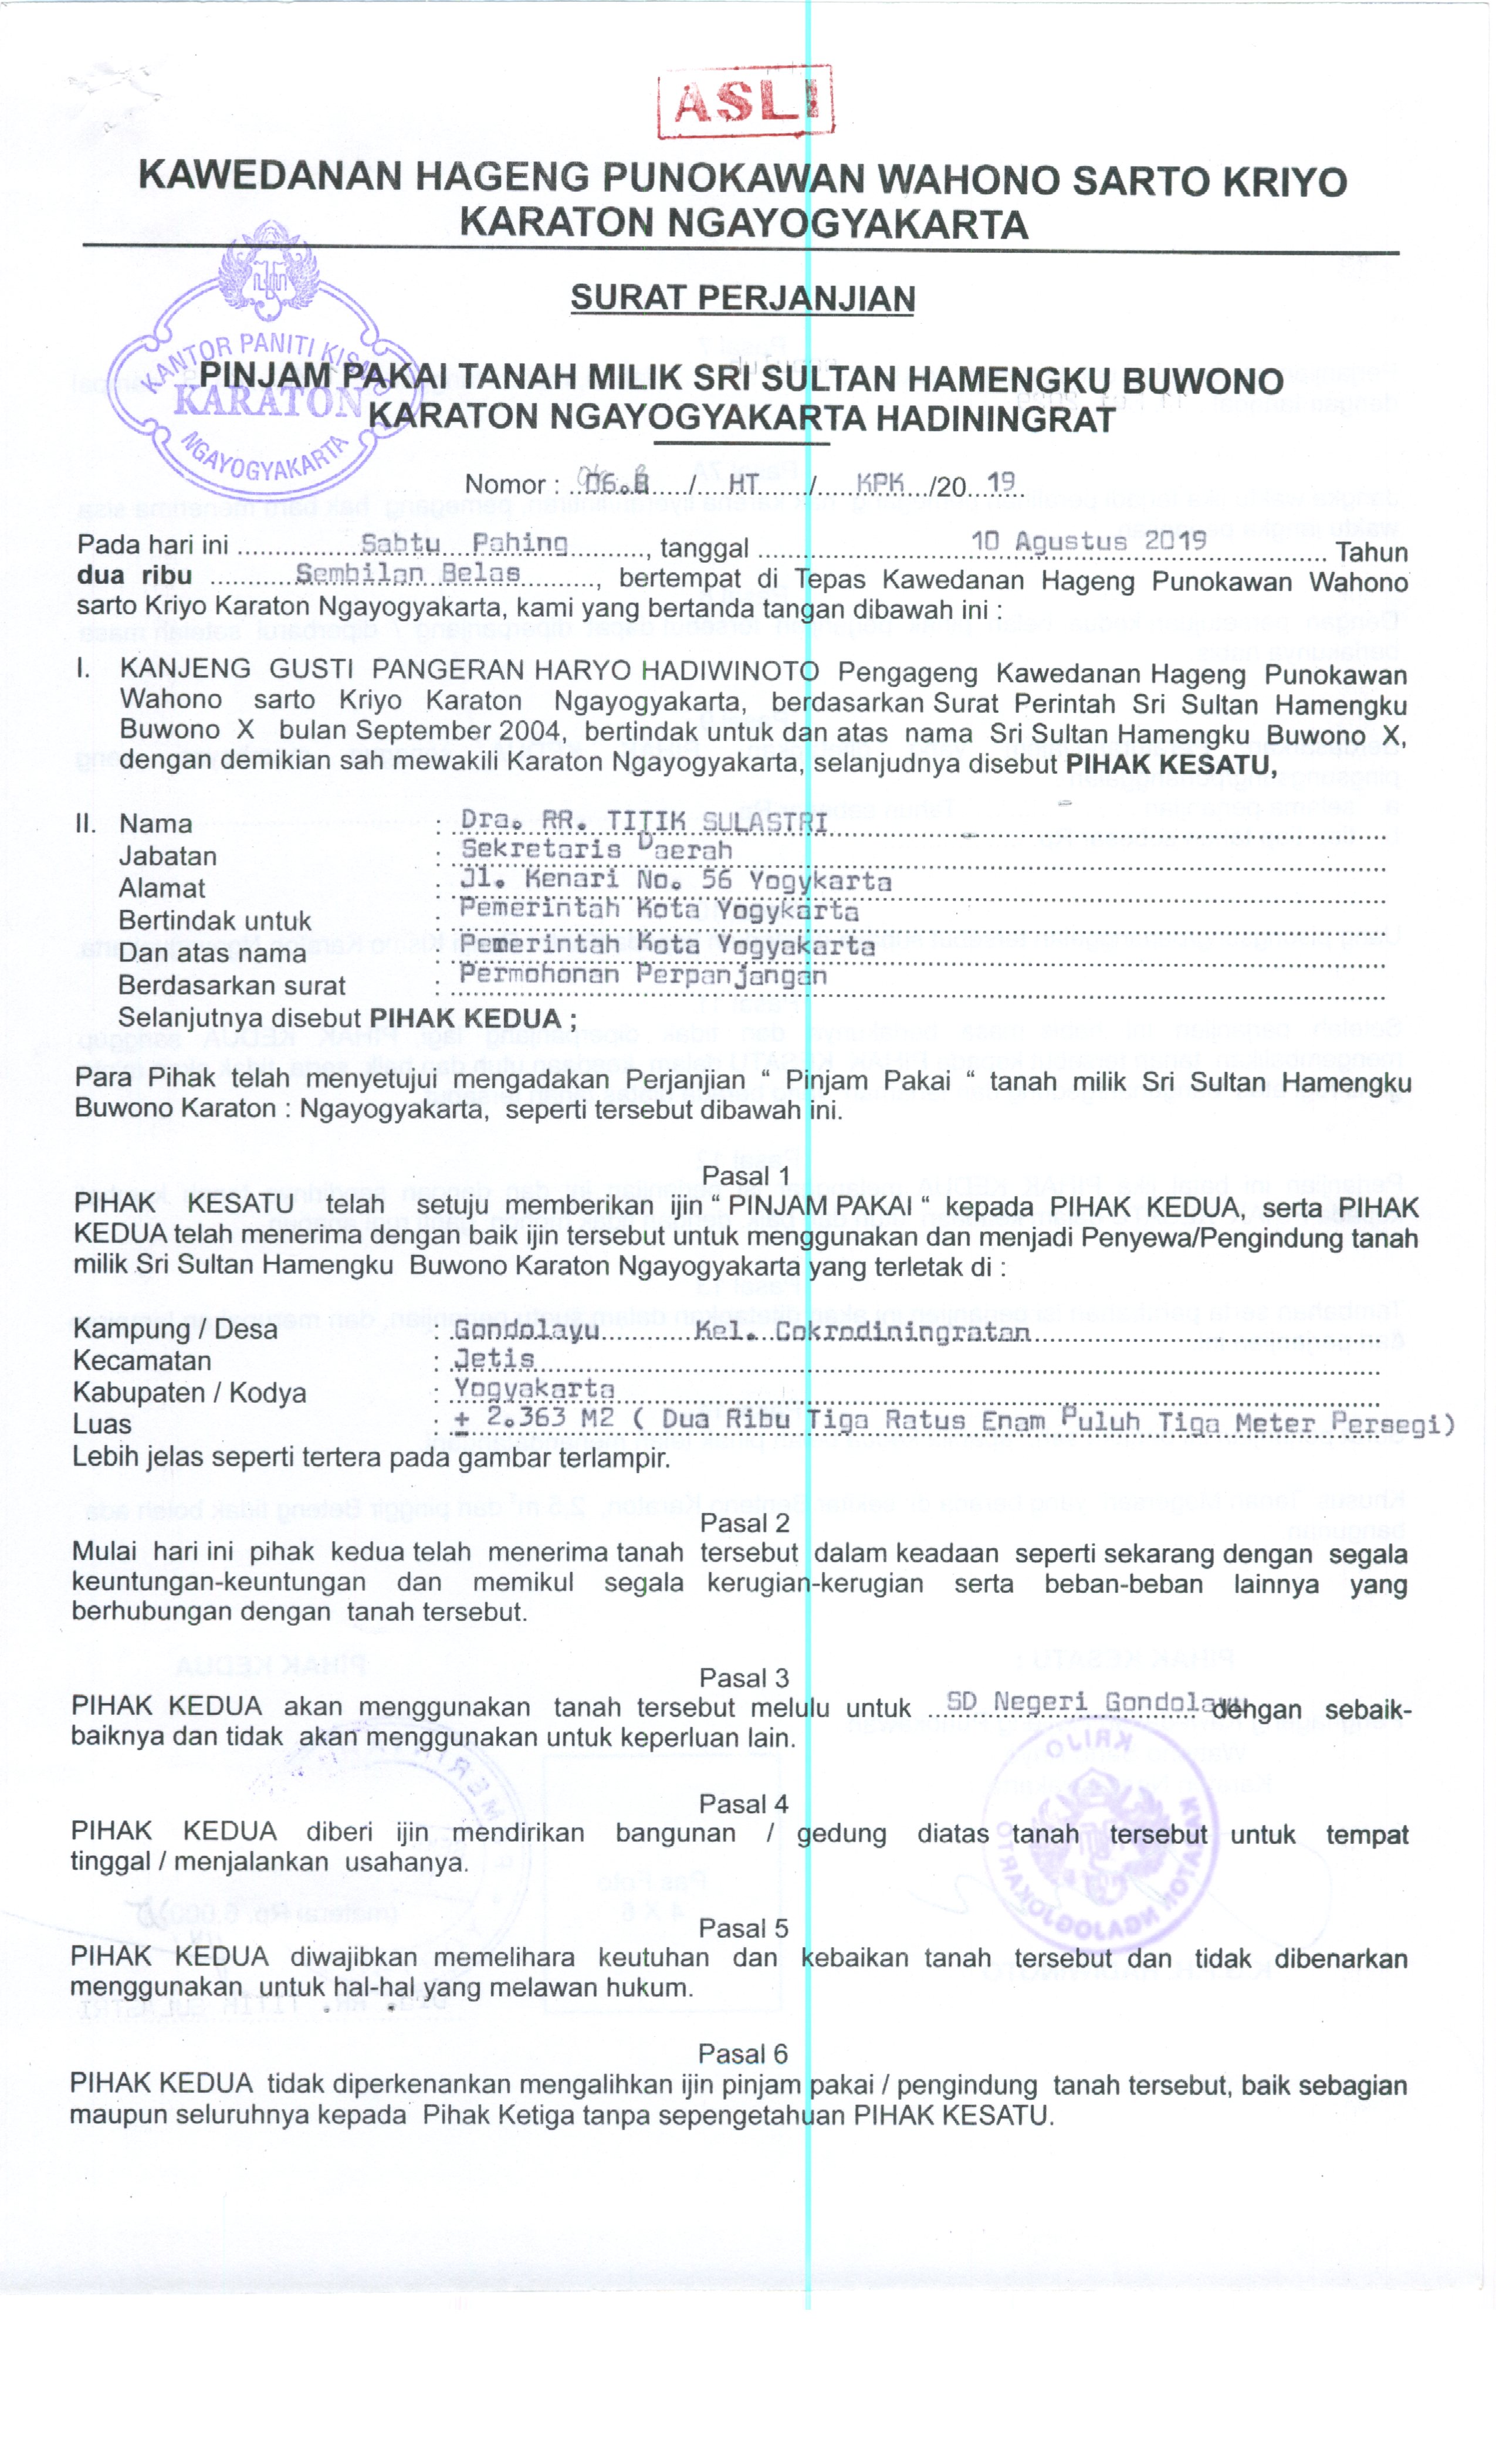 ASLI
KAWEDANAN HAGENG PUNOKAWAN WAHONO SARTO KRIYO
KARATON NGAYOGYAKARTA
SURAT PERJANJIAN
KANTOR PANITI KISMO
KARATON
NGAYOGYAKARTA
PINJAM PAKAI TANAH MILIK SRI SULTAN HAMENGKU BUWONO
KARATON NGAYOGYAKARTA HADININGRAT
Nomor : 06.B / HT / KPK /20 19
Pada hari ini Sabtu Pahing, tanggal 10 Agustus 2019 Tahun
dua ribu Sembilan Belas, bertempat di Tepas Kawedanan Hageng Punokawan Wahono
sarto Kriyo Karaton Ngayogyakarta, kami yang bertanda tangan dibawah ini :
I. KANJENG GUSTI PANGERAN HARYO HADIWINOTO Pengageng Kawedanan Hageng Punokawan
Wahono sarto Kriyo Karaton Ngayogyakarta, berdasarkan Surat Perintah Sri Sultan Hamengku
Buwono X bulan September 2004, bertindak untuk dan atas nama Sri Sultan Hamengku Buwono X,
dengan demikian sah mewakili Karaton Ngayogyakarta, selanjudnya disebut PIHAK KESATU,
II. Nama : Dra. RR. TITIK SULASTRI
Jabatan : Sekretaris Daerah
Alamat : Jl. Kenari No. 56 Yogykarta
Bertindak untuk : Pemerintah Kota Yogykarta
Dan atas nama : Pemerintah Kota Yogyakarta
Berdasarkan surat : Permohonan Perpanjangan
Selanjutnya disebut PIHAK KEDUA ;
Para Pihak telah menyetujui mengadakan Perjanjian “ Pinjam Pakai “ tanah milik Sri Sultan Hamengku
Buwono Karaton : Ngayogyakarta, seperti tersebut dibawah ini.
Pasal 1
PIHAK KESATU telah setuju memberikan ijin “ PINJAM PAKAI “ kepada PIHAK KEDUA, serta PIHAK
KEDUA telah menerima dengan baik ijin tersebut untuk menggunakan dan menjadi Penyewa/Pengindung tanah
milik Sri Sultan Hamengku Buwono Karaton Ngayogyakarta yang terletak di :
Kampung / Desa : Gondolayu Kel. Cokrodiningratan
Kecamatan : Jetis
Kabupaten / Kodya : Yogyakarta
Luas : ± 2.363 M2 ( Dua Ribu Tiga Ratus Enam Puluh Tiga Meter Persegi)
Lebih jelas seperti tertera pada gambar terlampir.
Pasal 2
Mulai hari ini pihak kedua telah menerima tanah tersebut dalam keadaan seperti sekarang dengan segala
keuntungan-keuntungan dan memikul segala kerugian-kerugian serta beban-beban lainnya yang
berhubungan dengan tanah tersebut.
Pasal 3
PIHAK KEDUA akan menggunakan tanah tersebut melulu untuk SD Negeri Gondolayu dengan sebaik-
baiknya dan tidak akan menggunakan untuk keperluan lain.
Pasal 4
PIHAK KEDUA diberi ijin mendirikan bangunan / gedung diatas tanah tersebut untuk tempat
tinggal / menjalankan usahanya.
Pasal 5
PIHAK KEDUA diwajibkan memelihara keutuhan dan kebaikan tanah tersebut dan tidak dibenarkan
menggunakan untuk hal-hal yang melawan hukum.
Pasal 6
PIHAK KEDUA tidak diperkenankan mengalihkan ijin pinjam pakai / pengindung tanah tersebut, baik sebagian
maupun seluruhnya kepada Pihak Ketiga tanpa sepengetahuan PIHAK KESATU.